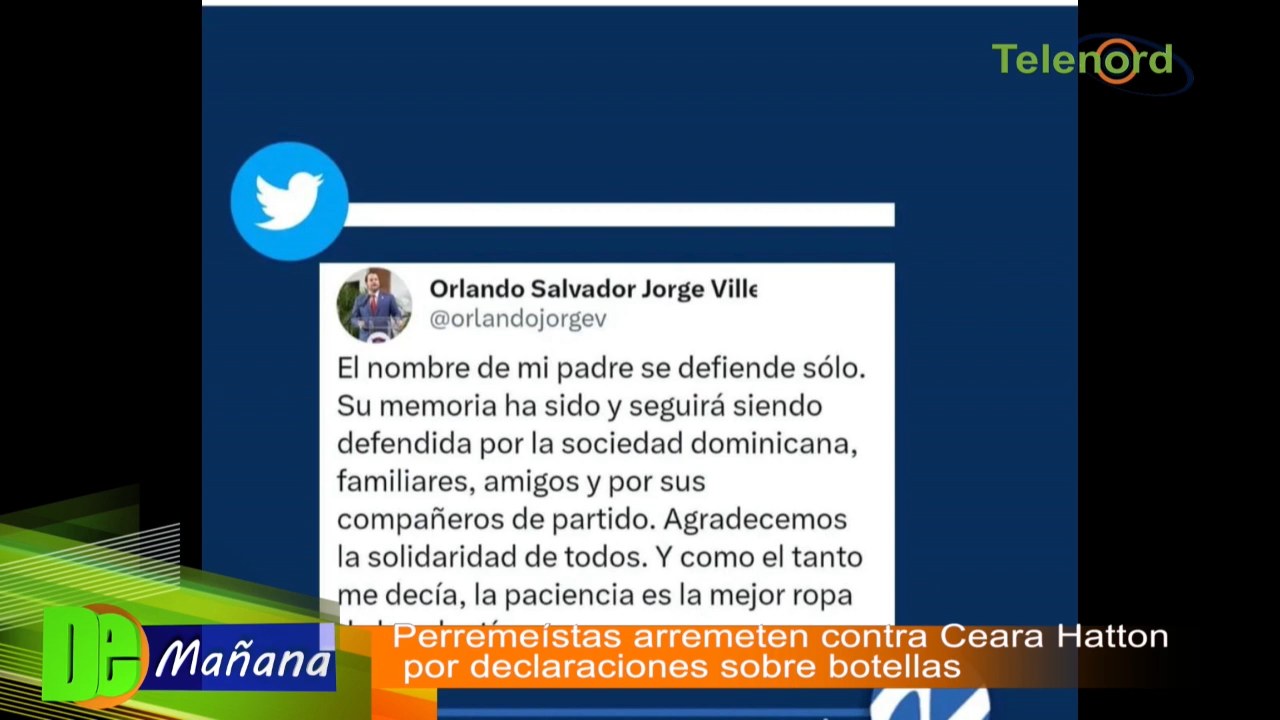 Telenord
Orlando Salvador Jorge Ville
@orlandojorgev
El nombre de mi padre se defiende sólo.
Su memoria ha sido y seguirá siendo
defendida por la sociedad dominicana,
familiares, amigos y por sus
compañeros de partido. Agradecemos
la solidaridad de todos. Y como el tanto
me decía, la paciencia es la mejor ropa
De Mañana
Perremeístas arremeten contra Ceara Hatton
por declaraciones sobre botellas